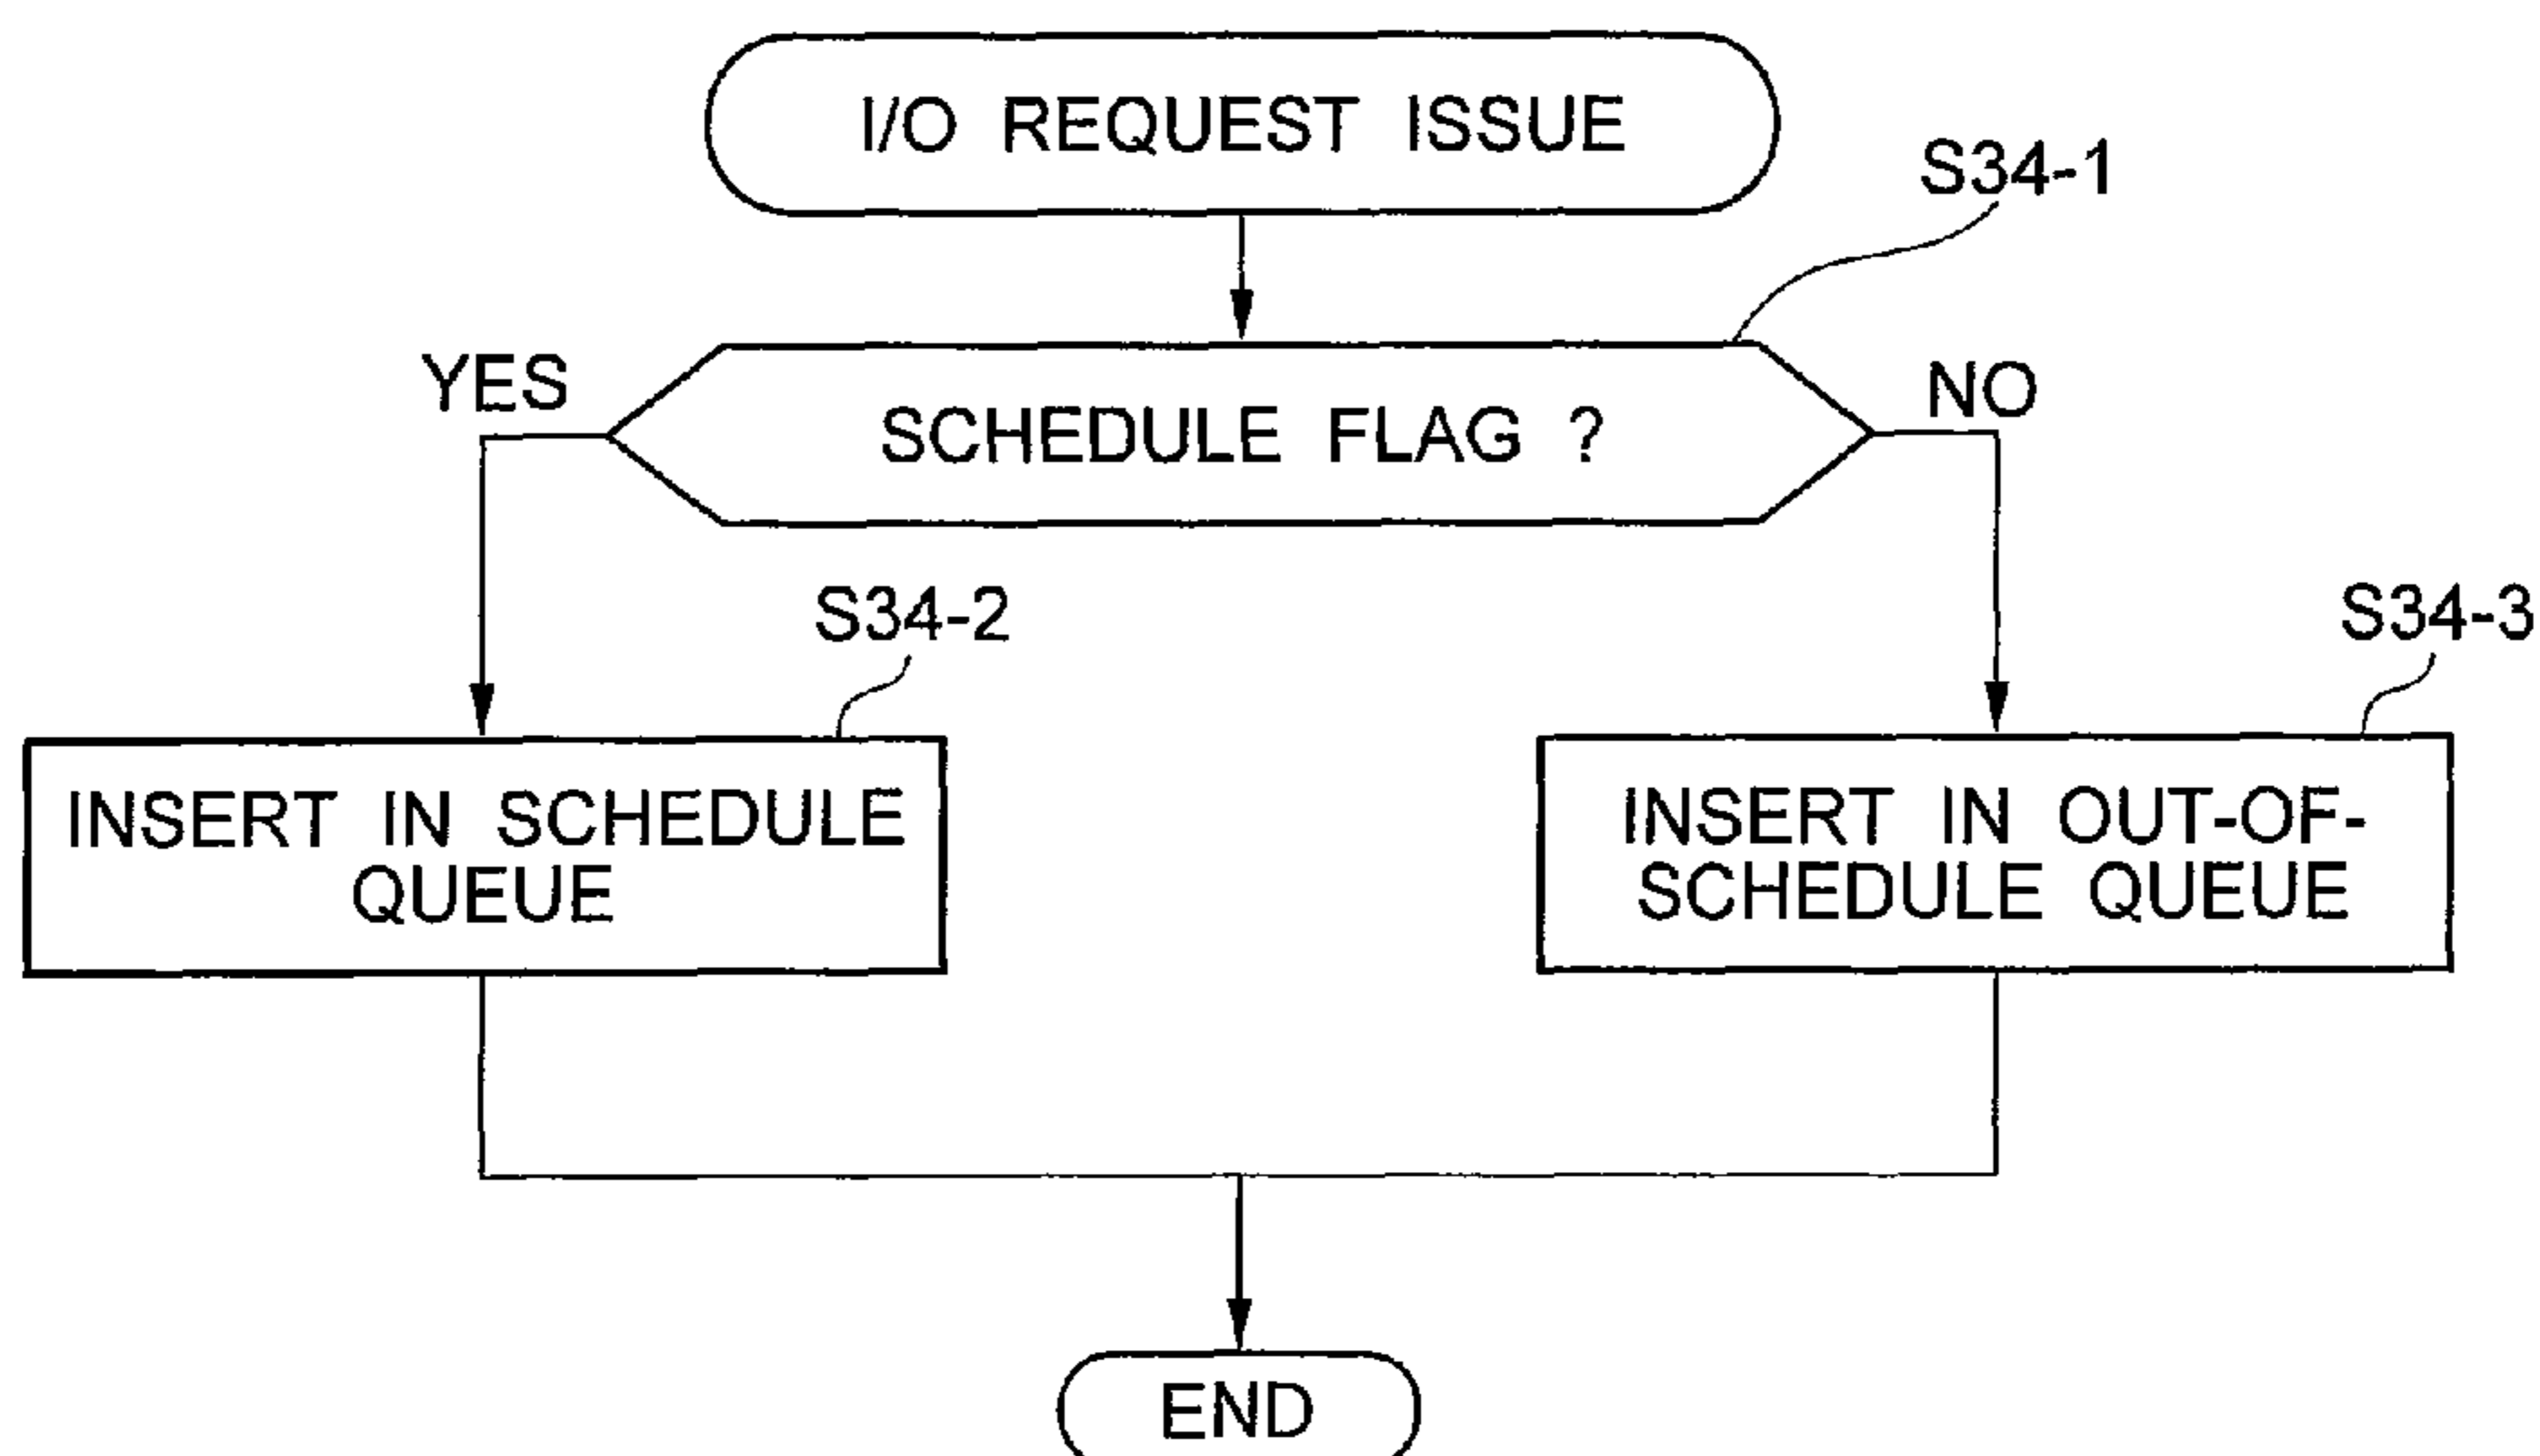 I/O REQUEST ISSUE
S34-1
YES
NO
SCHEDULE FLAG ?
S34-2
S34-3
INSERT IN SCHEDULE
QUEUE
INSERT IN OUT-OF-
SCHEDULE QUEUE
END